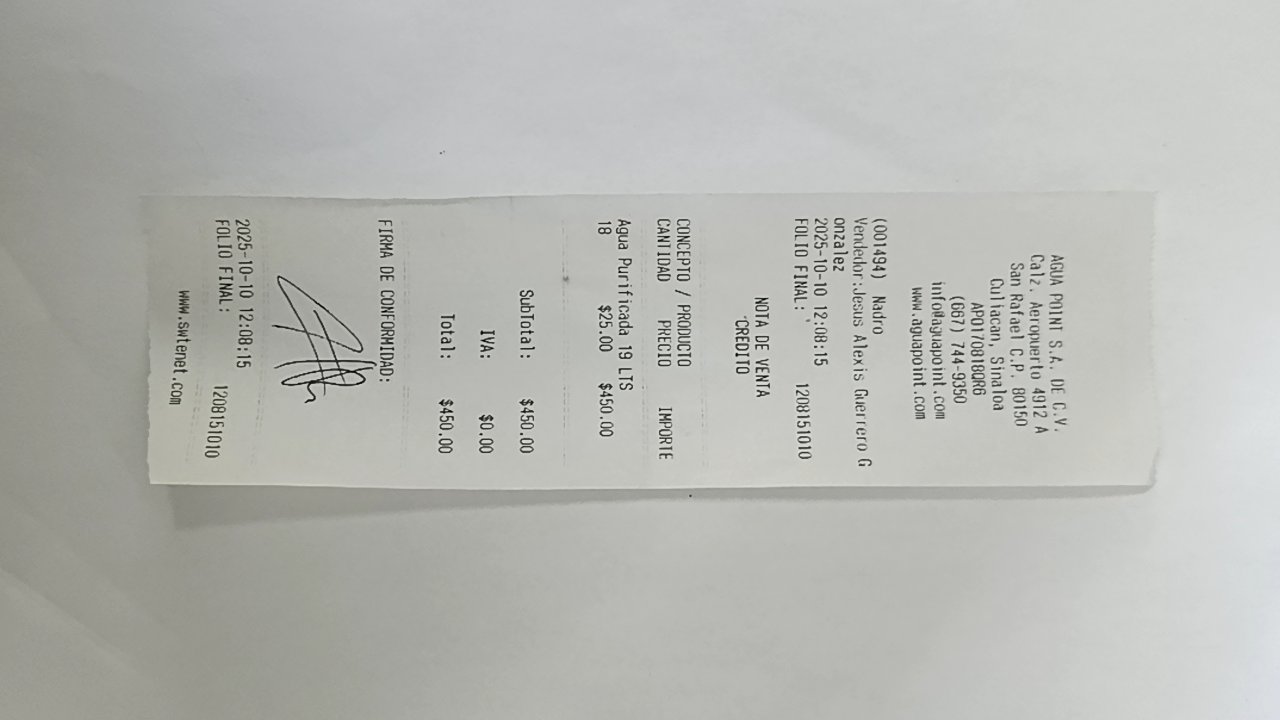 AGUA POINT S.A. DE C.V.
Calz. Aeropuerto 4912 A
San Rafael C.P. 80150
Culiacan, Sinaloa
APO170818QR6
(667) 744-9350
info@aguapoint.com
www.aguapoint.com
(001494) Nadro
Vendedor:Jesus Alexis Guerrero G
onzalez
2025-10-10 12:08:15
FOLIO FINAL: 1208151010
NOTA DE VENTA
CREDITO
CONCEPTO / PRODUCTO
CANTIDAD PRECIO IMPORTE
Agua Purificada 19 LTS
18 $25.00 $450.00
SubTotal: $450.00
IVA: $0.00
Total: $450.00
FIRMA DE CONFORMIDAD:
2025-10-10 12:08:15
FOLIO FINAL: 1208151010
www.swtenet.com